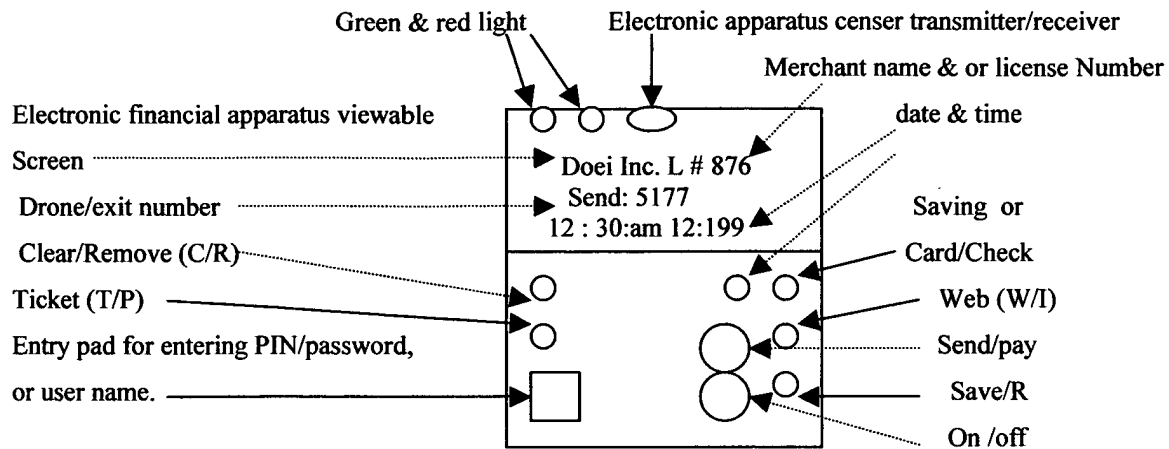 Green & red light
Electronic apparatus censer transmitter/receiver
Merchant name & or license Number
Electronic financial apparatus viewable
Screen
date & time
Doei Inc. L # 876
Send: 5177
12 : 30:am 12:199
Drone/exit number
Clear/Remove (C/R)
Ticket (T/P)
Entry pad for entering PIN/password,
or user name.
Saving or
Card/Check
Web (W/I)
Send/pay
Save/R
On /off